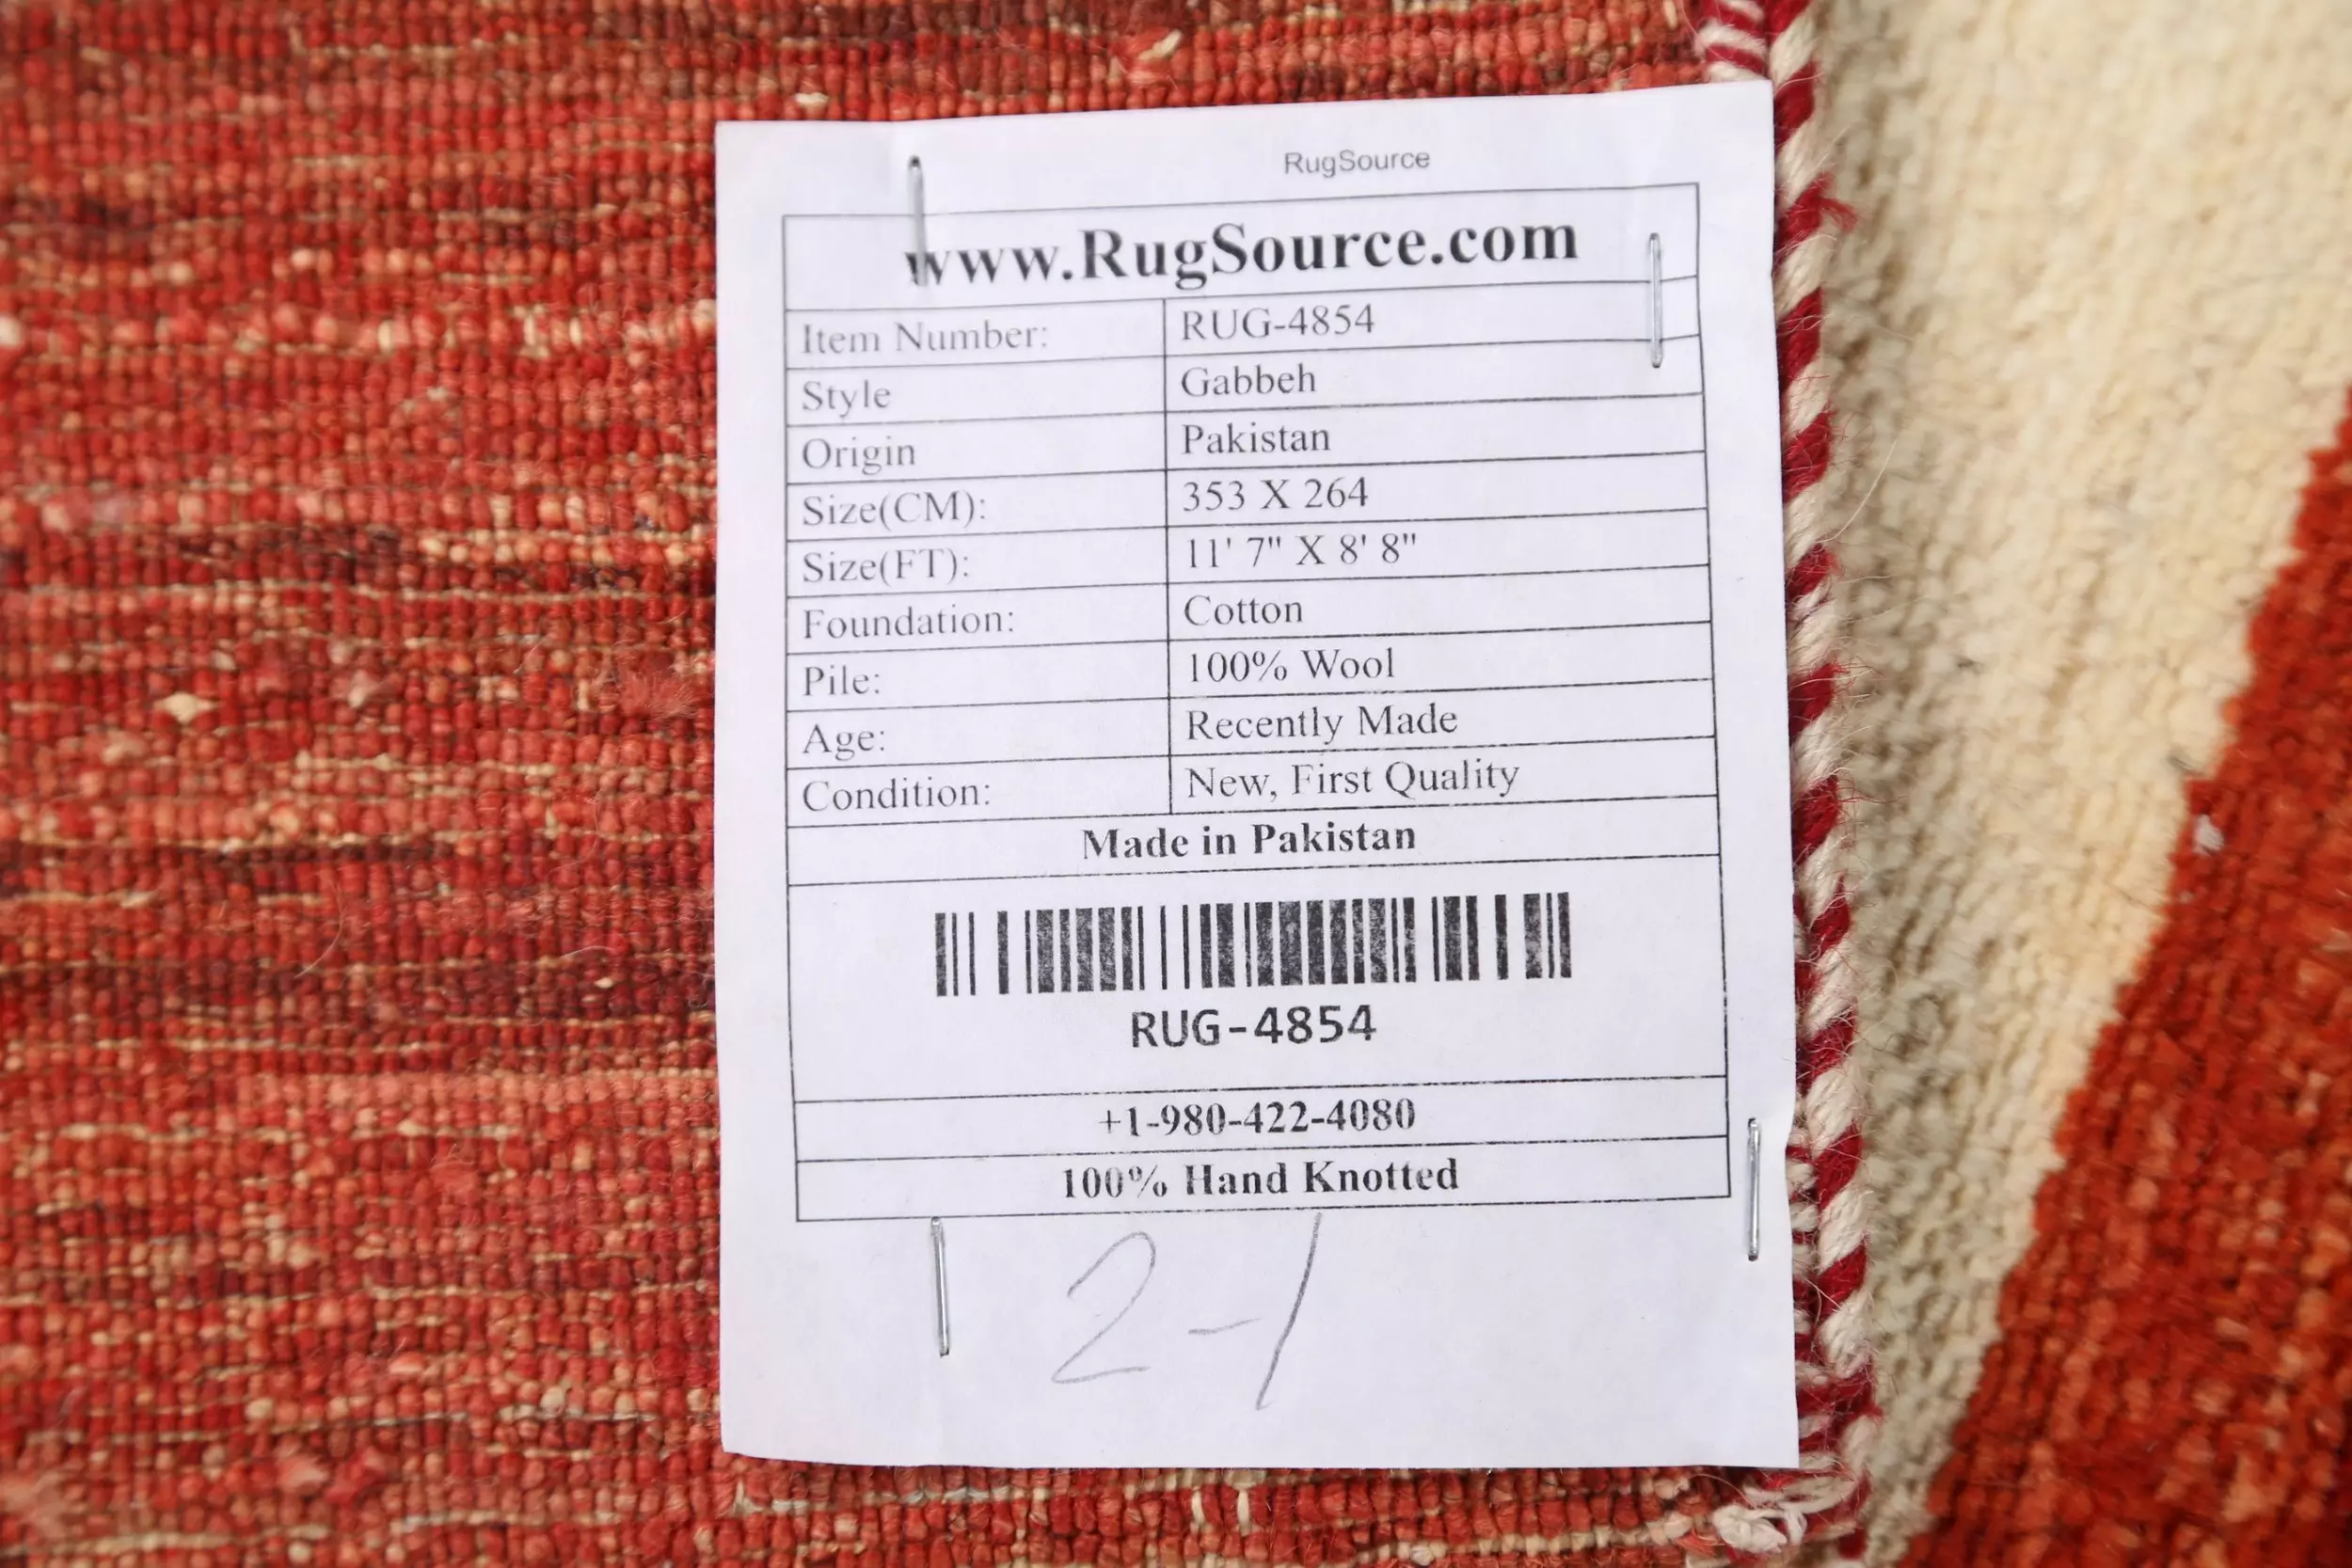 RugSource
www.RugSource.com
Item Number: RUG-4854
Style Gabbeh
Origin Pakistan
Size(CM): 353 X 264
Size(FT): 11' 7" X 8' 8"
Foundation: Cotton
Pile: 100% Wool
Age: Recently Made
Condition: New, First Quality
Made in Pakistan
RUG-4854
+1-980-422-4080
100% Hand Knotted
2-1